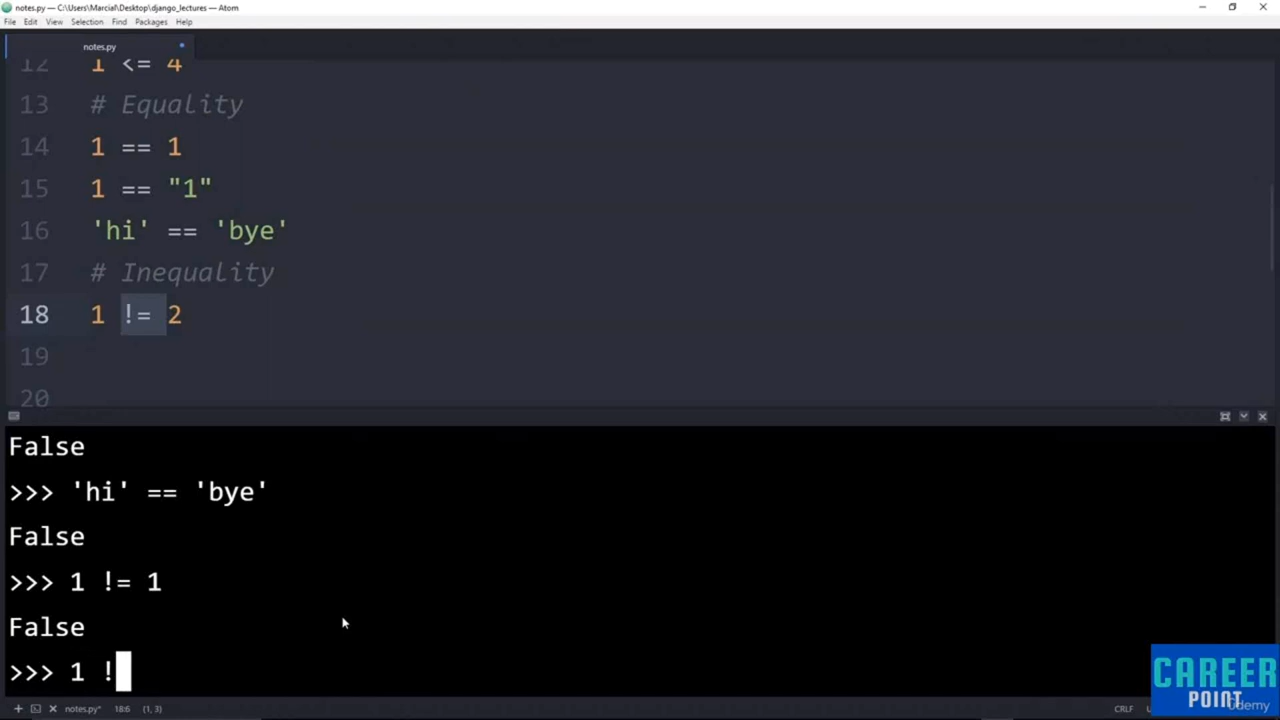 notes.py — C:\Users\Marcial\Desktop\django_lectures — Atom
File Edit View Selection Find Packages Help
notes.py
12 1 <= 4
13 # Equality
14 1 == 1
15 1 == "1"
16 'hi' == 'bye'
17 # Inequality
18 1 != 2
19
20
False
>>> 'hi' == 'bye'
False
>>> 1 != 1
False
>>> 1 !
CAREER
POINT
Udemy
notes.py* 18:6 (1, 3) CRLF